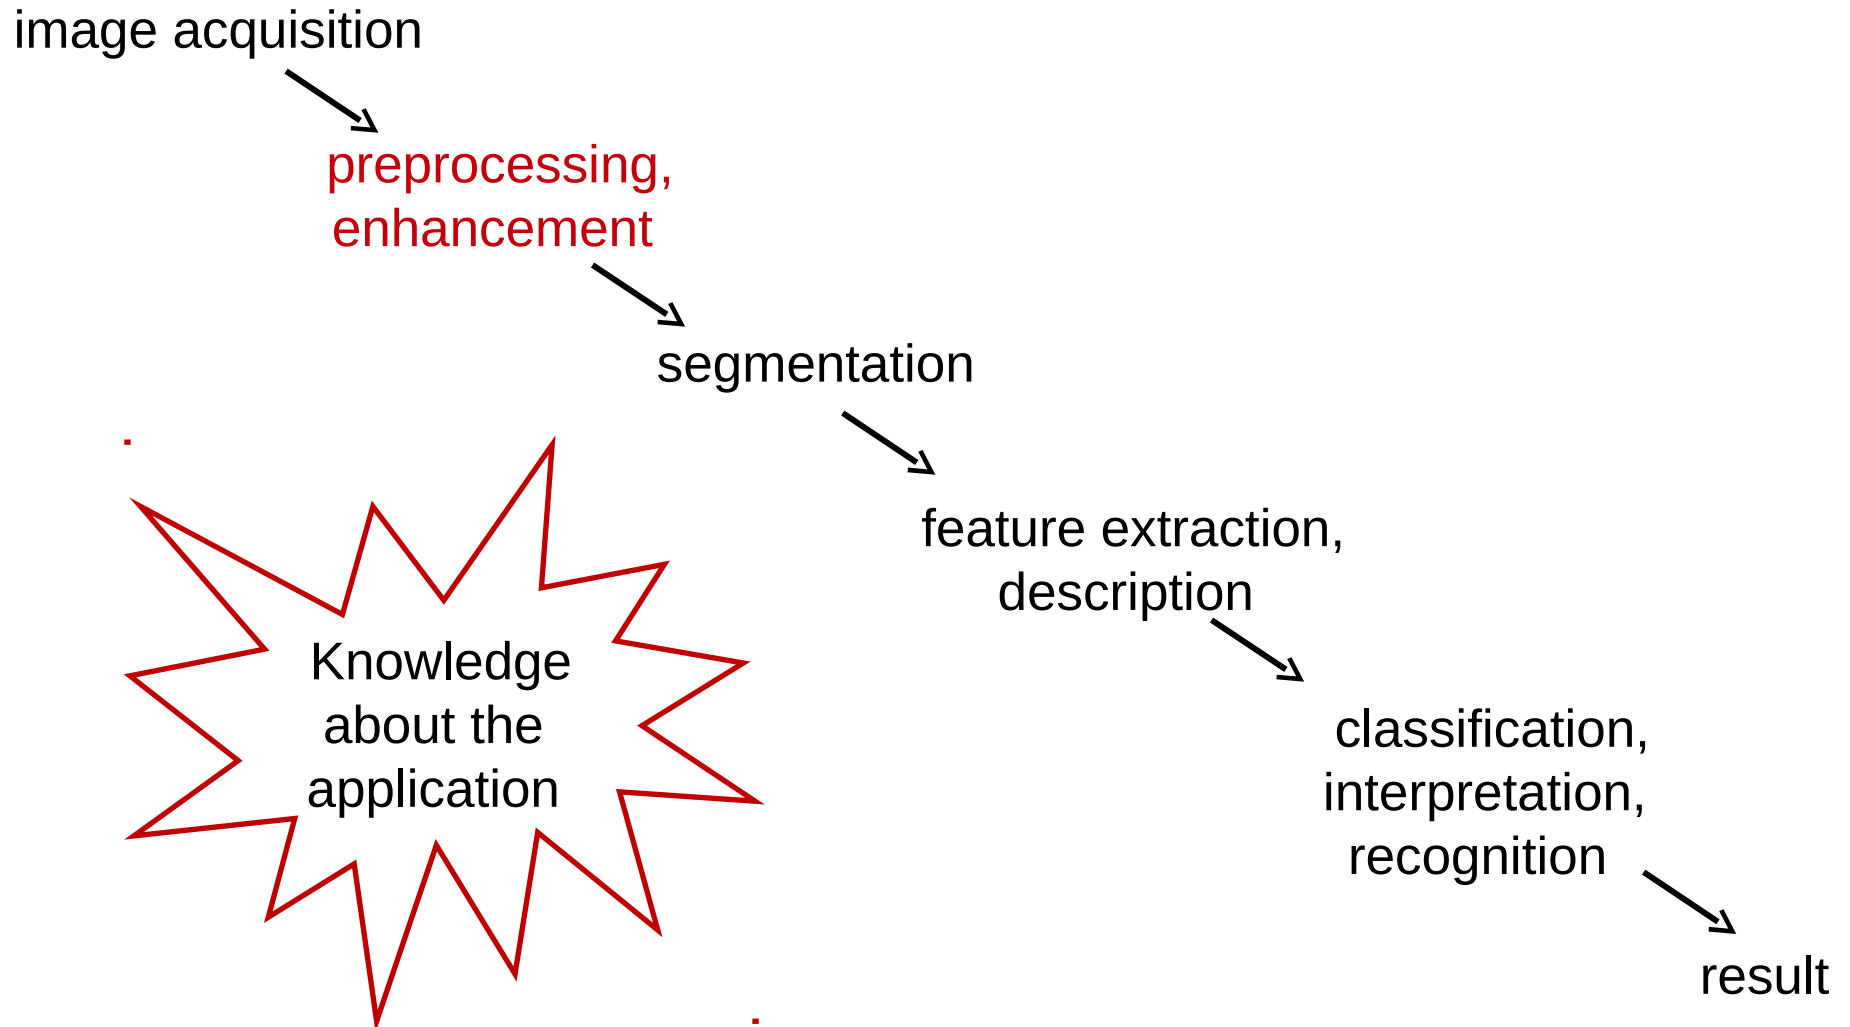 image acquisition
preprocessing,
enhancement
segmentation
feature extraction,
description
Knowledge
about the
application
classification,
interpretation,
recognition
result